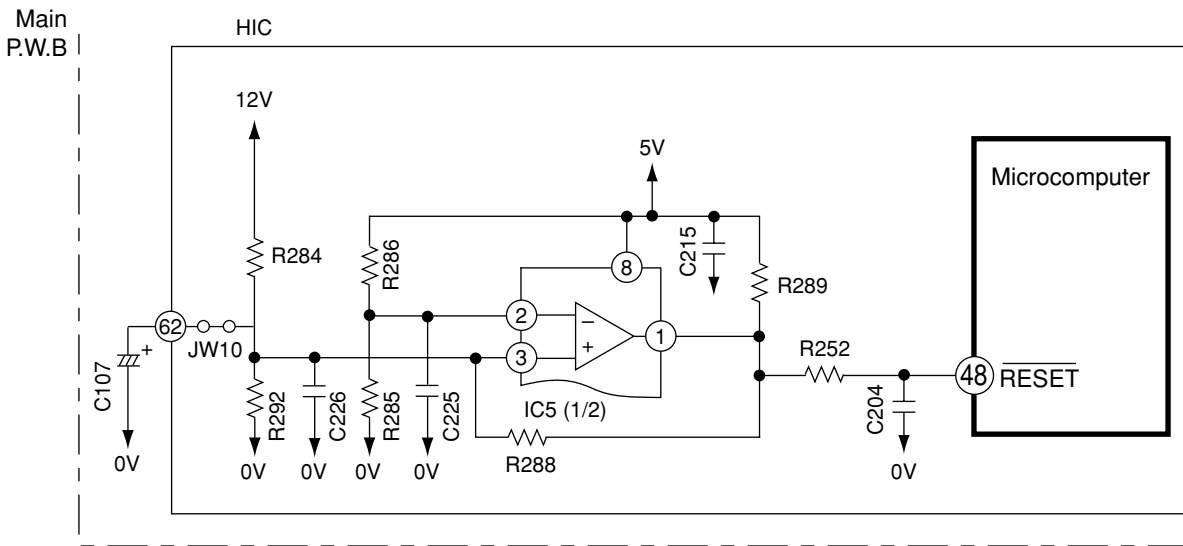 Main
P.W.B
HIC
12V
5V
Microcomputer
R284
R286
8
C215
R289
62
JW10
2
−
3
+
1
R252
48
RESET
+
C107
R292
C226
R285
C225
IC5 (1/2)
C204
R288
0V
0V
0V
0V
0V
0V